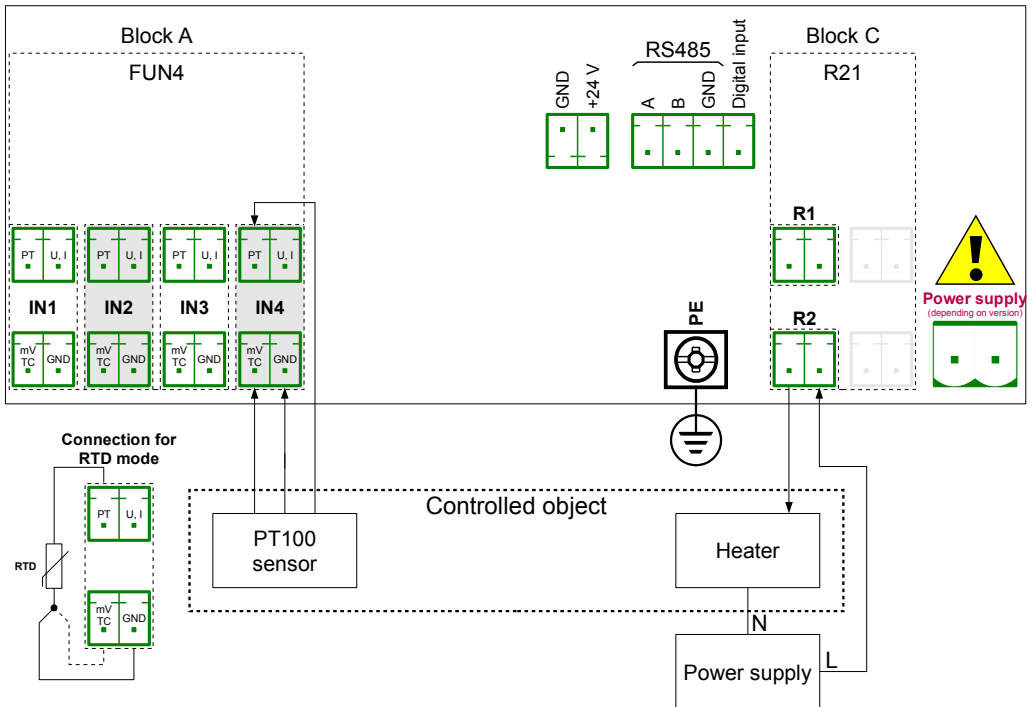 Block A
FUN4
GND
+24 V
RS485
A
B
GND
Digital input
Block C
R21
PT
U, I
PT
U, I
PT
U, I
PT
U, I
IN1
IN2
IN3
IN4
mV
TC
GND
mV
TC
GND
mV
TC
GND
mV
TC
GND
PE
R1
R2
Power supply
(depending on version)
Connection for
RTD mode
PT
U, I
RTD
mV
TC
GND
Controlled object
PT100
sensor
Heater
N
L
Power supply